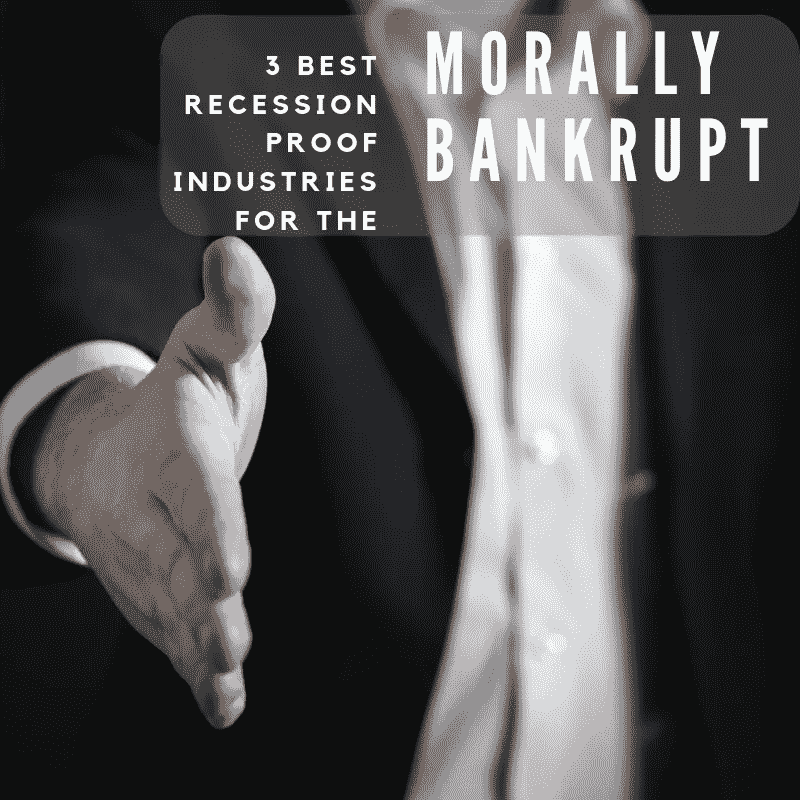 3 BEST
RECESSION
PROOF
INDUSTRIES
FOR THE
MORALLY
BANKRUPT